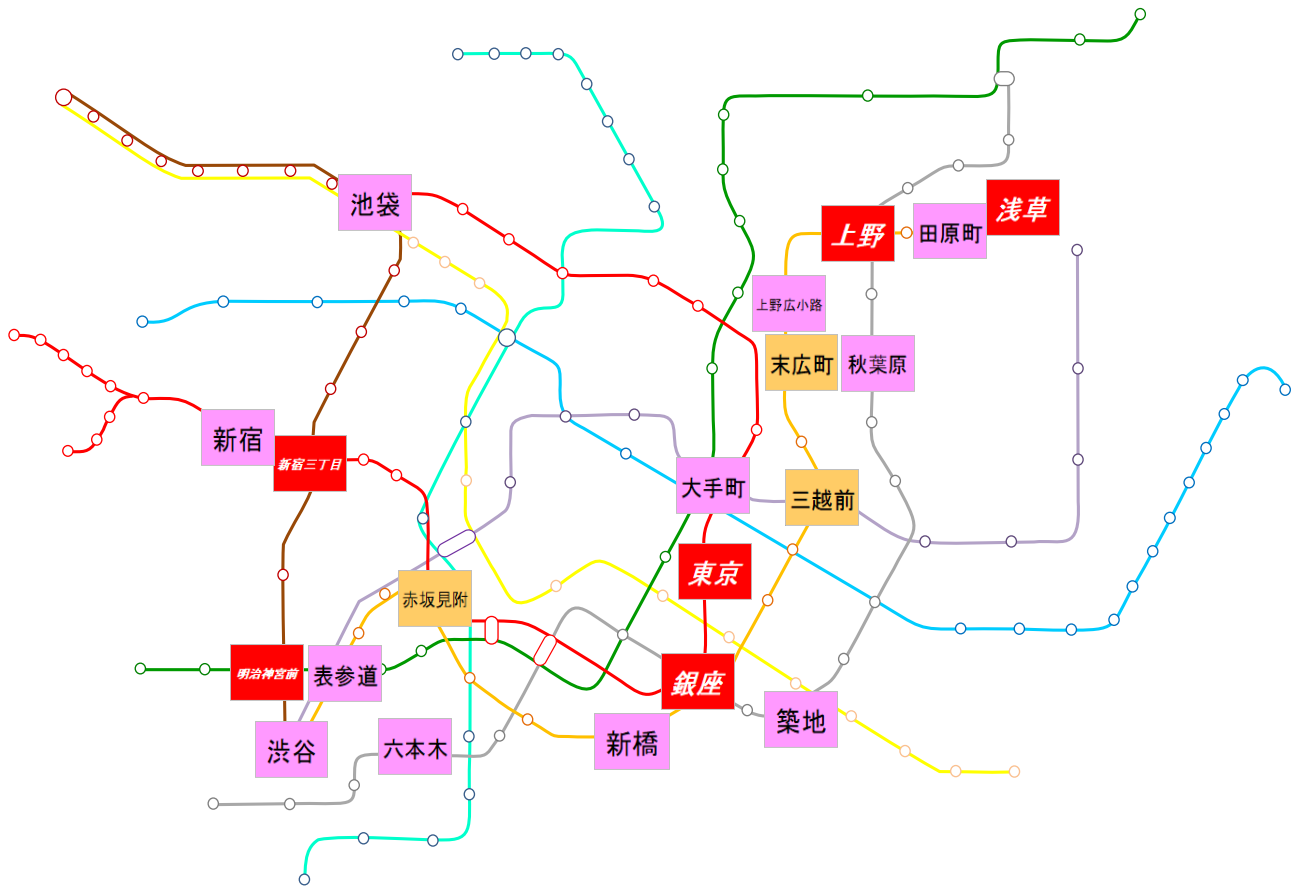 池袋
浅草
上野
田原町
上野広小路
末広町
秋葉原
新宿
新宿三丁目
大手町
三越前
東京
赤坂見附
明治神宮前
表参道
銀座
築地
渋谷
六本木
新橋